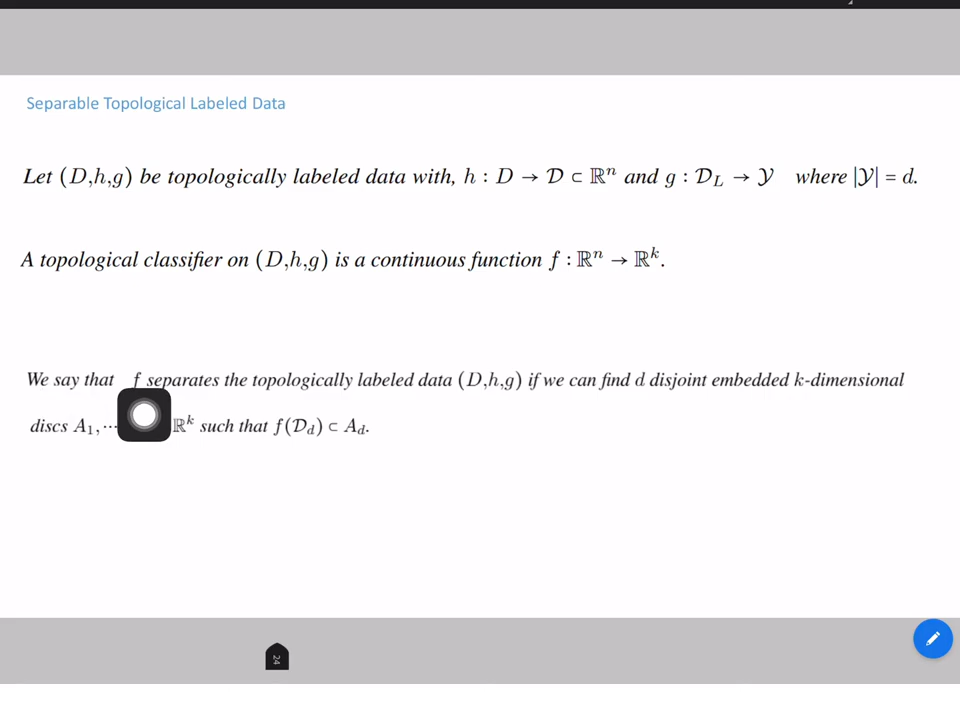 Separable Topological Labeled Data
Let (D,h,g) be topologically labeled data with, h : D → 𝒟 ⊂ ℝⁿ and g : 𝒟_L → 𝒴 where |𝒴| = d.
A topological classifier on (D,h,g) is a continuous function f : ℝⁿ → ℝᵏ.
We say that f separates the topologically labeled data (D,h,g) if we can find d disjoint embedded k-dimensional
discs A₁,⋯ ℝᵏ such that f(𝒟_d) ⊂ A_d.
24